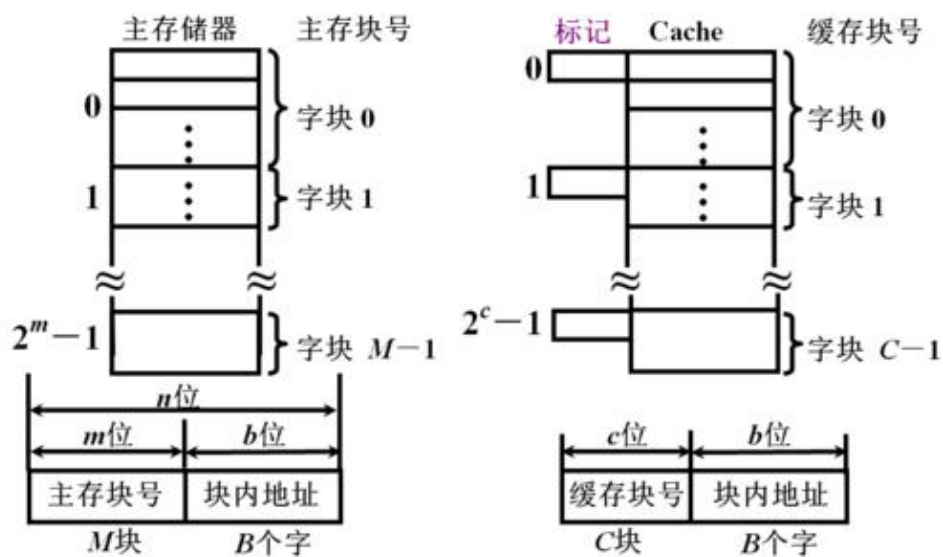 主存储器 主存块号 标记 Cache 缓存块号
0 字块 0 0 字块 0
1 字块 1 1 字块 1
2^m－1 字块 M－1 2^c－1 字块 C－1
n位
m位 b位 c位 b位
主存块号 块内地址 缓存块号 块内地址
M块 B个字 C块 B个字